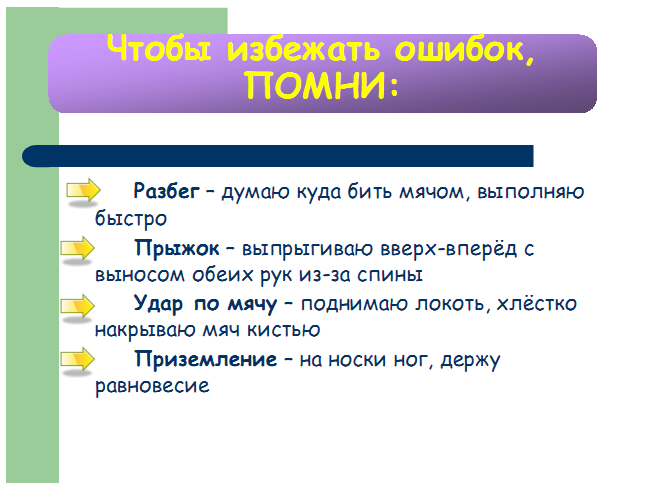 Чтобы избежать ошибок,
ПОМНИ:
Разбег – думаю куда бить мячом, выполняю
быстро
Прыжок – выпрыгиваю вверх-вперёд с
выносом обеих рук из-за спины
Удар по мячу – поднимаю локоть, хлёстко
накрываю мяч кистью
Приземление – на носки ног, держу
равновесие